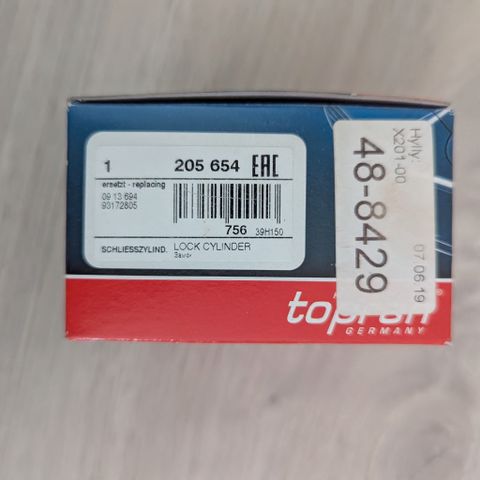 1 205 654 EAC
ersetzt - replacing
09 13 694
93172805
756 39H150
SCHLIESSZYLIND. LOCK CYLINDER
Hylly:
X201-00
48-8429
07 06 19
topran
GERMANY